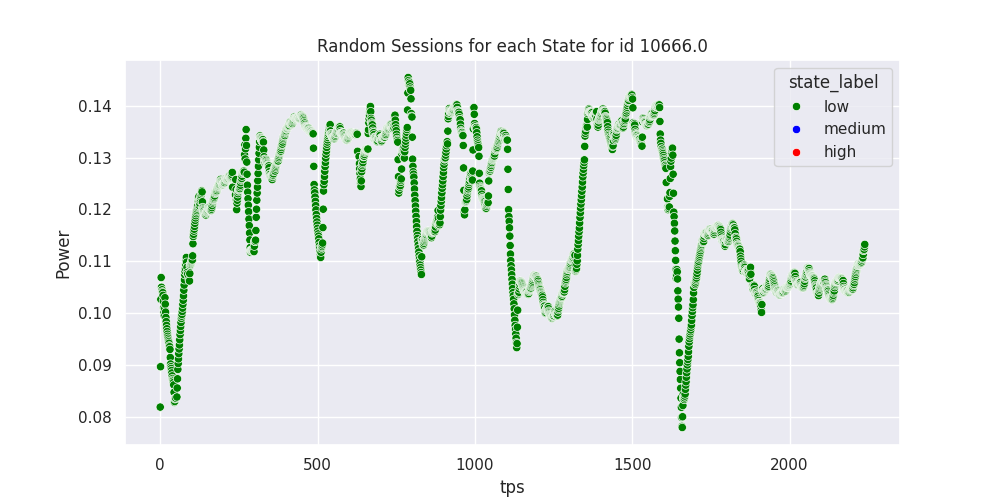 Random Sessions for each State for id 10666.0
state_label
low
medium
high
Power
0.14
0.13
0.12
0.11
0.10
0.09
0.08
0 500 1000 1500 2000
tps